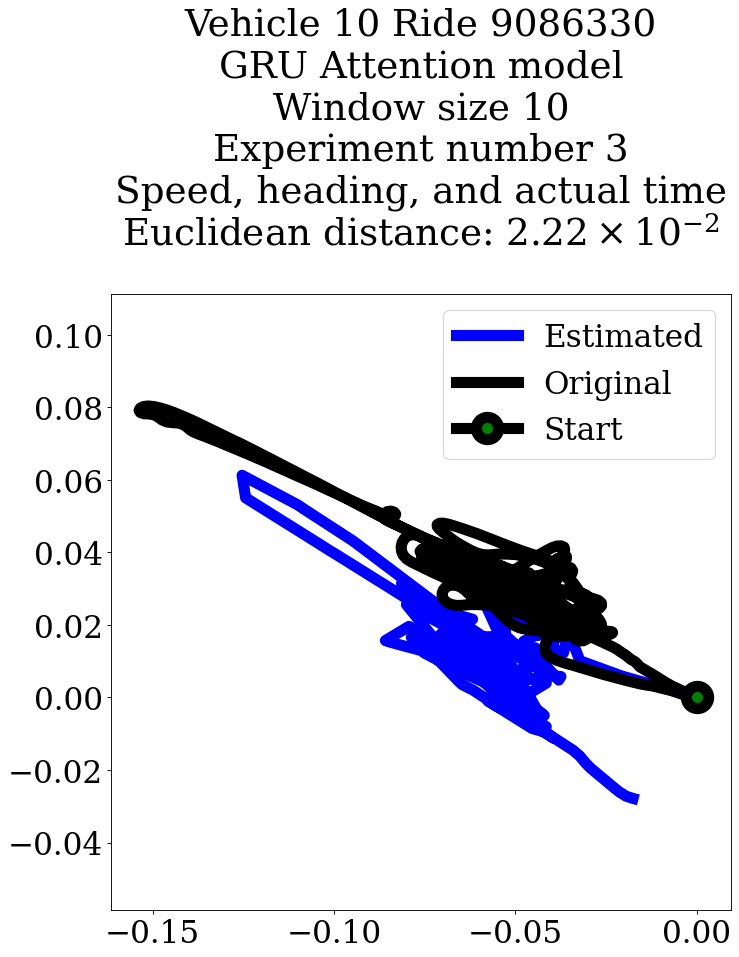 Vehicle 10 Ride 9086330
GRU Attention model
Window size 10
Experiment number 3
Speed, heading, and actual time
Euclidean distance: 2.22 × 10⁻²
Estimated
Original
Start
0.10
0.08
0.06
0.04
0.02
0.00
−0.02
−0.04
−0.15
−0.10
−0.05
0.00